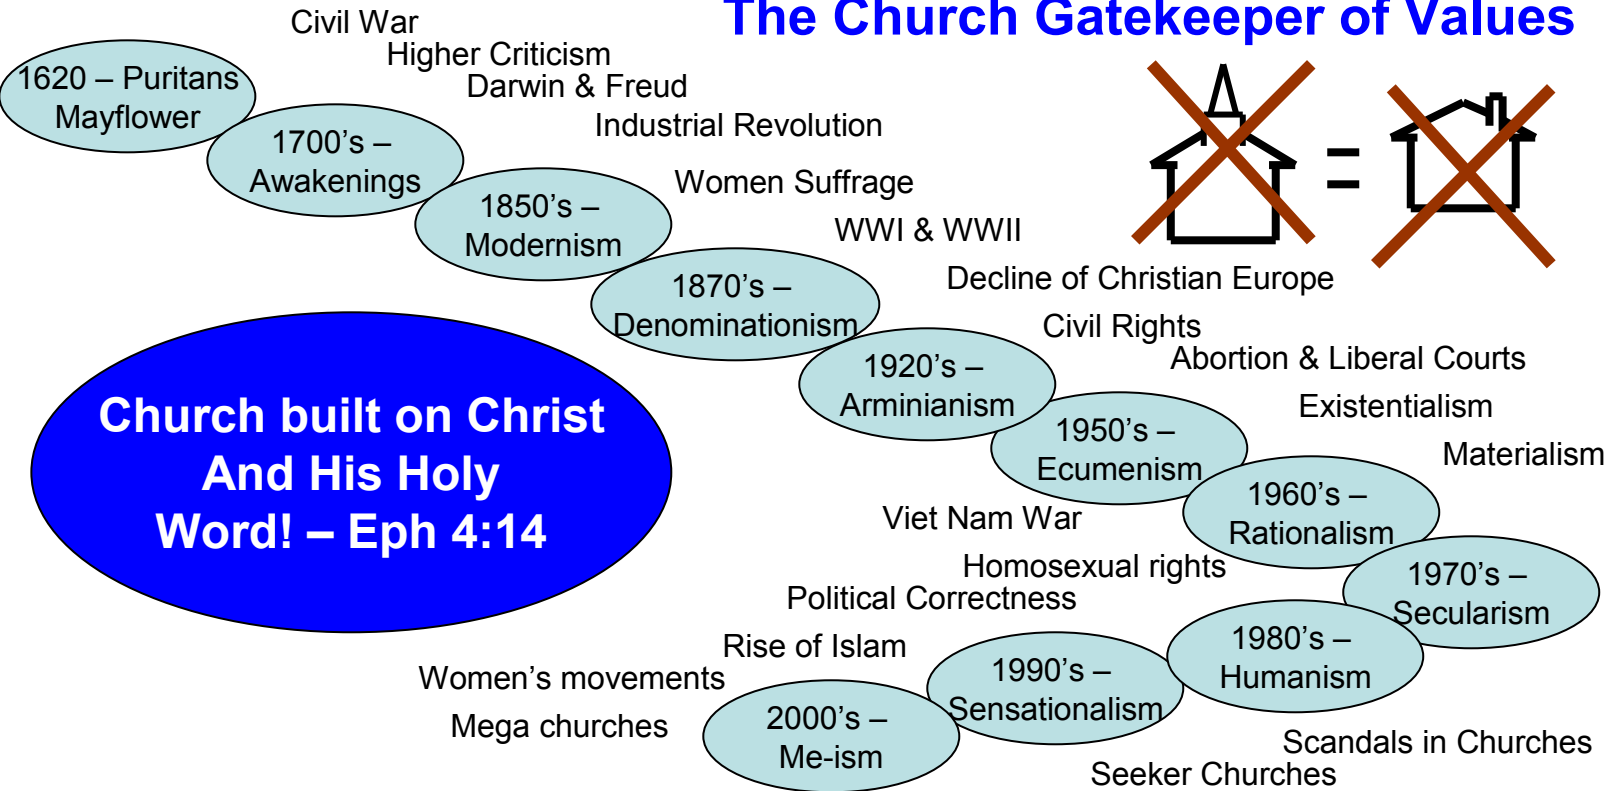 The Church Gatekeeper of Values
Civil War
Higher Criticism
Darwin & Freud
Industrial Revolution
Women Suffrage
WWI & WWII
Decline of Christian Europe
Civil Rights
Abortion & Liberal Courts
Existentialism
Materialism
1620 – Puritans
Mayflower
1700’s –
Awakenings
1850’s –
Modernism
1870’s –
Denominationism
1920’s –
Arminianism
1950’s –
Ecumenism
1960’s –
Rationalism
1970’s –
Secularism
1980’s –
Humanism
1990’s –
Sensationalism
2000’s –
Me-ism
Church built on Christ
And His Holy
Word! – Eph 4:14
Viet Nam War
Homosexual rights
Political Correctness
Rise of Islam
Women’s movements
Mega churches
Scandals in Churches
Seeker Churches